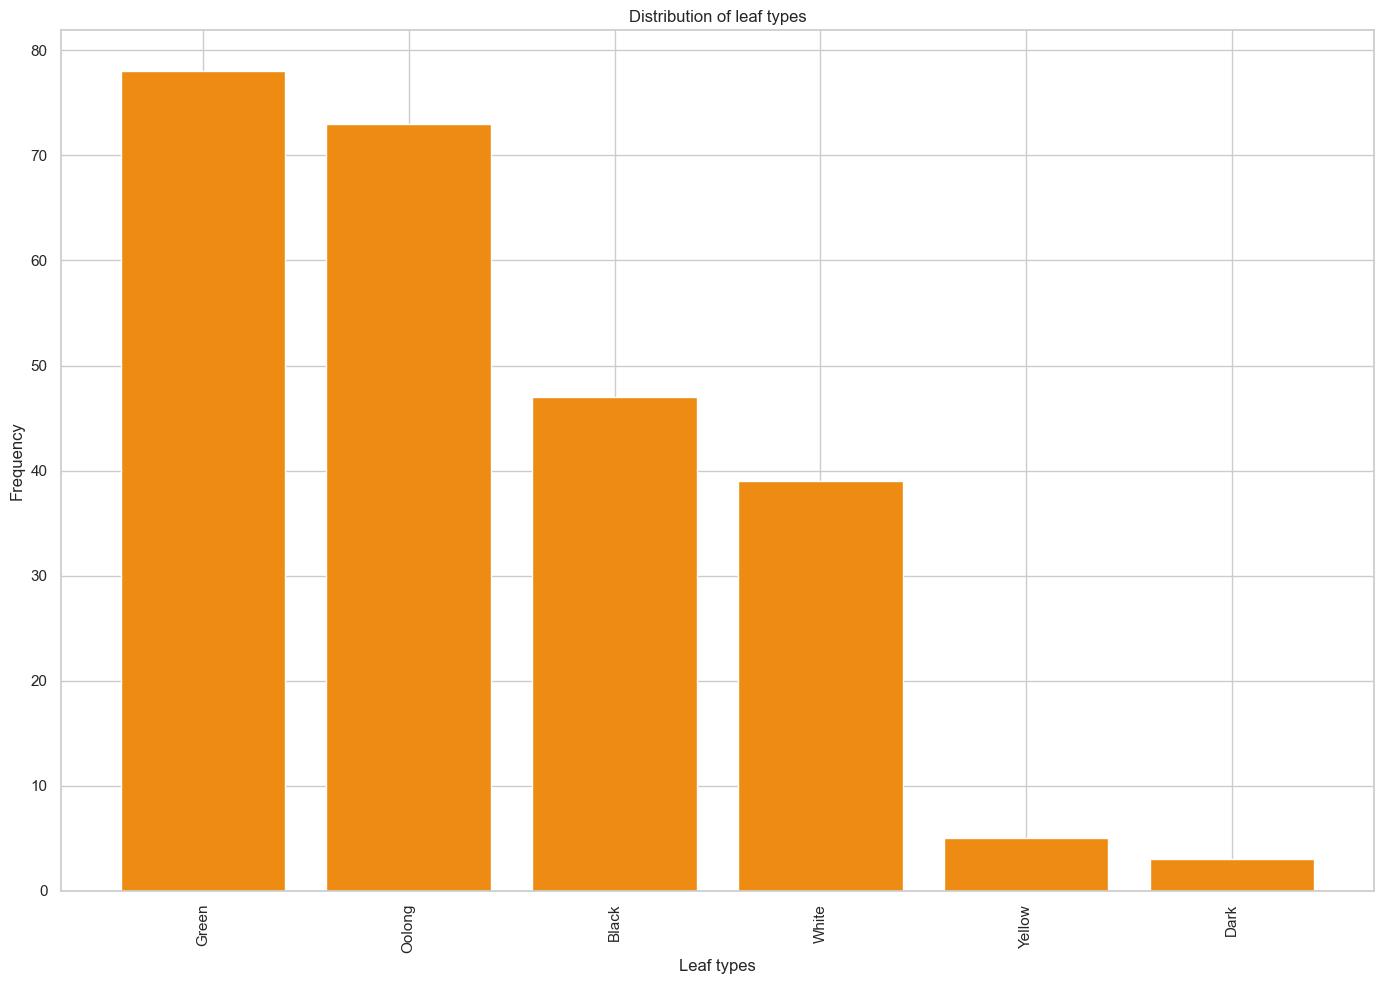 Distribution of leaf types
80
70
60
50
40
30
20
10
0
Frequency
Green
Oolong
Black
White
Yellow
Dark
Leaf types